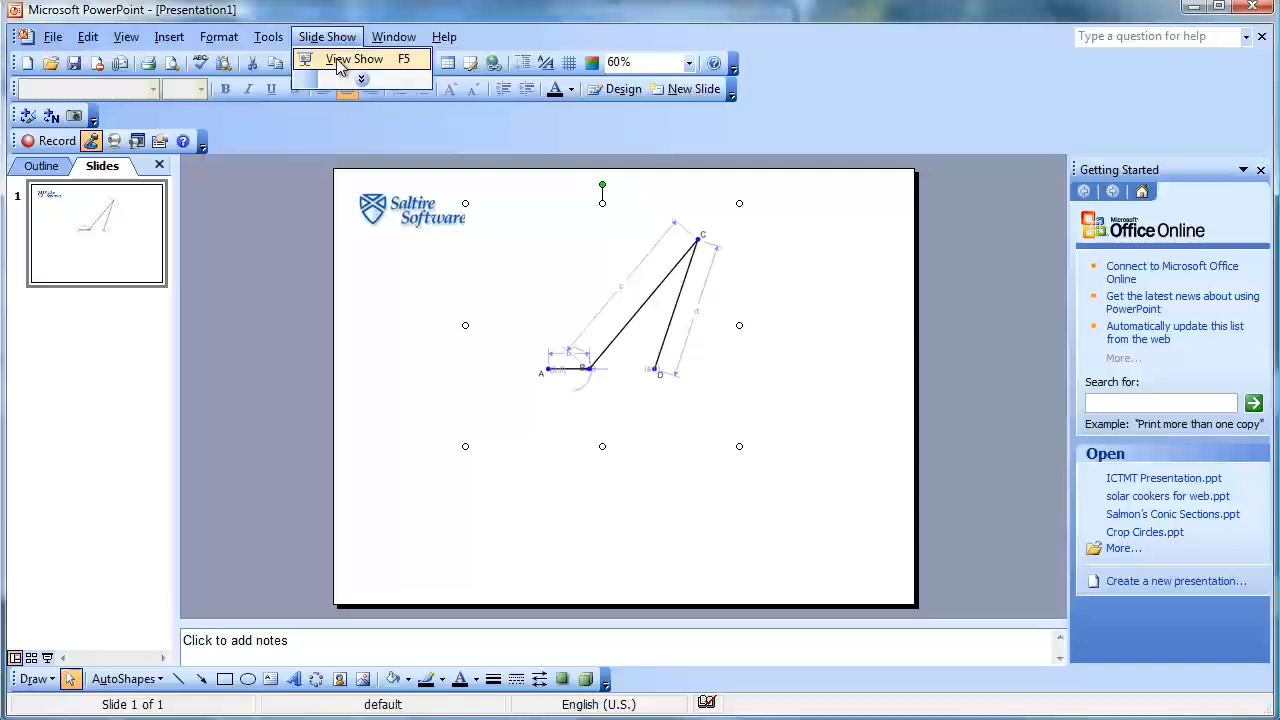 Microsoft PowerPoint - [Presentation1]
File Edit View Insert Format Tools Slide Show Window Help
Type a question for help
View Show F5
60%
Design New Slide
Record
Outline Slides
1
Saltire
Software
C
c
d
b
A
B
D
Getting Started
Microsoft
Office Online
Connect to Microsoft Office
Online
Get the latest news about using
PowerPoint
Automatically update this list
from the web
More...
Search for:
Example: "Print more than one copy"
Open
ICTMT Presentation.ppt
solar cookers for web.ppt
Salmon's Conic Sections.ppt
Crop Circles.ppt
More...
Create a new presentation...
Click to add notes
Draw AutoShapes
Slide 1 of 1 default English (U.S.)